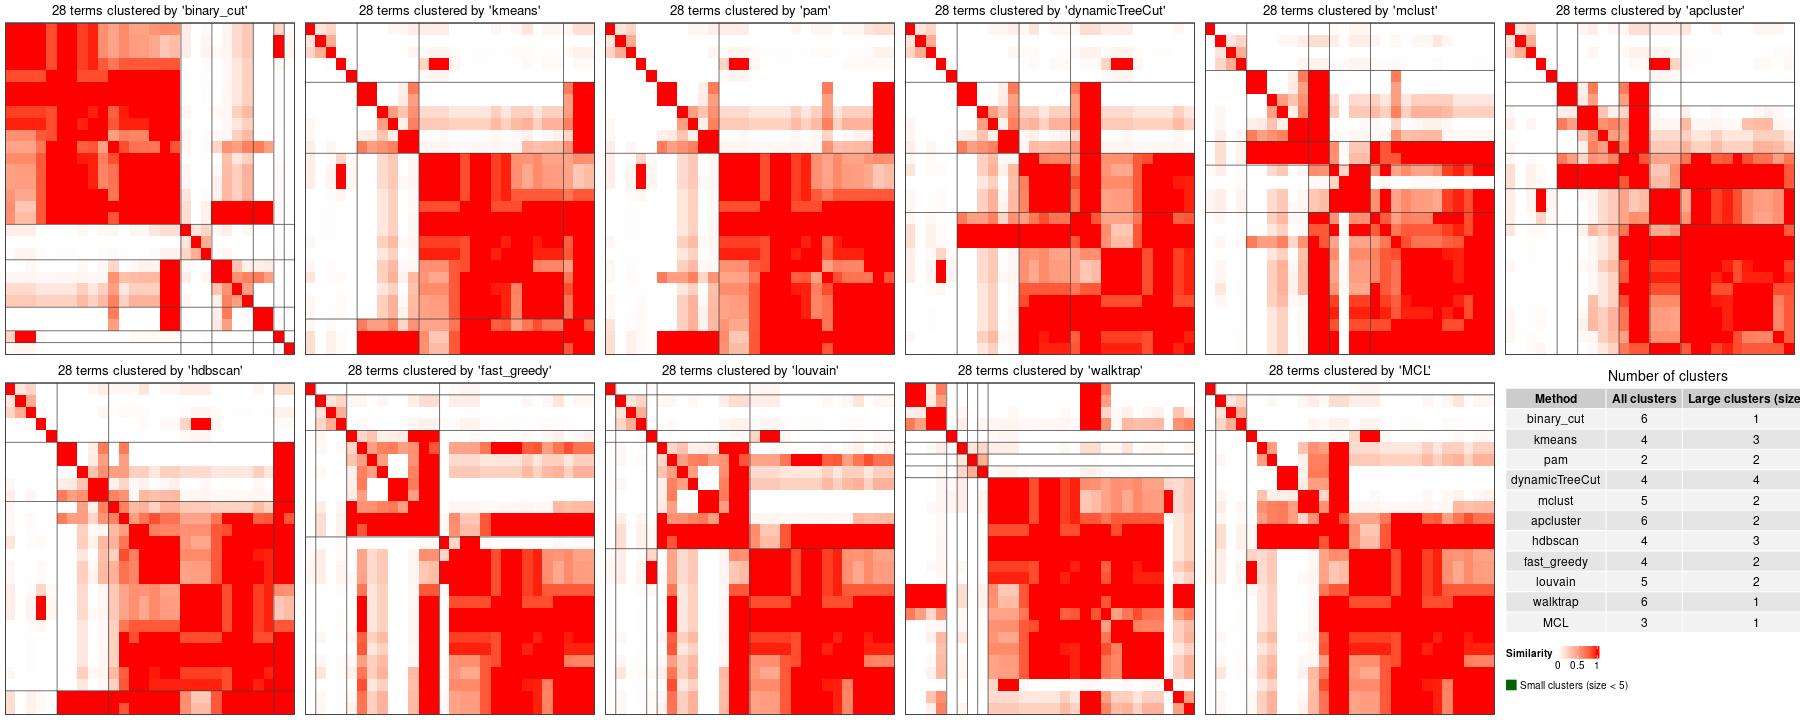 28 terms clustered by 'binary_cut'
28 terms clustered by 'kmeans'
28 terms clustered by 'pam'
28 terms clustered by 'dynamicTreeCut'
28 terms clustered by 'mclust'
28 terms clustered by 'apcluster'
28 terms clustered by 'hdbscan'
28 terms clustered by 'fast_greedy'
28 terms clustered by 'louvain'
28 terms clustered by 'walktrap'
28 terms clustered by 'MCL'
Number of clusters
Method All clusters Large clusters (size
binary_cut 6 1
kmeans 4 3
pam 2 2
dynamicTreeCut 4 4
mclust 5 2
apcluster 6 2
hdbscan 4 3
fast_greedy 4 2
louvain 5 2
walktrap 6 1
MCL 3 1
Similarity
0 0.5 1
Small clusters (size < 5)